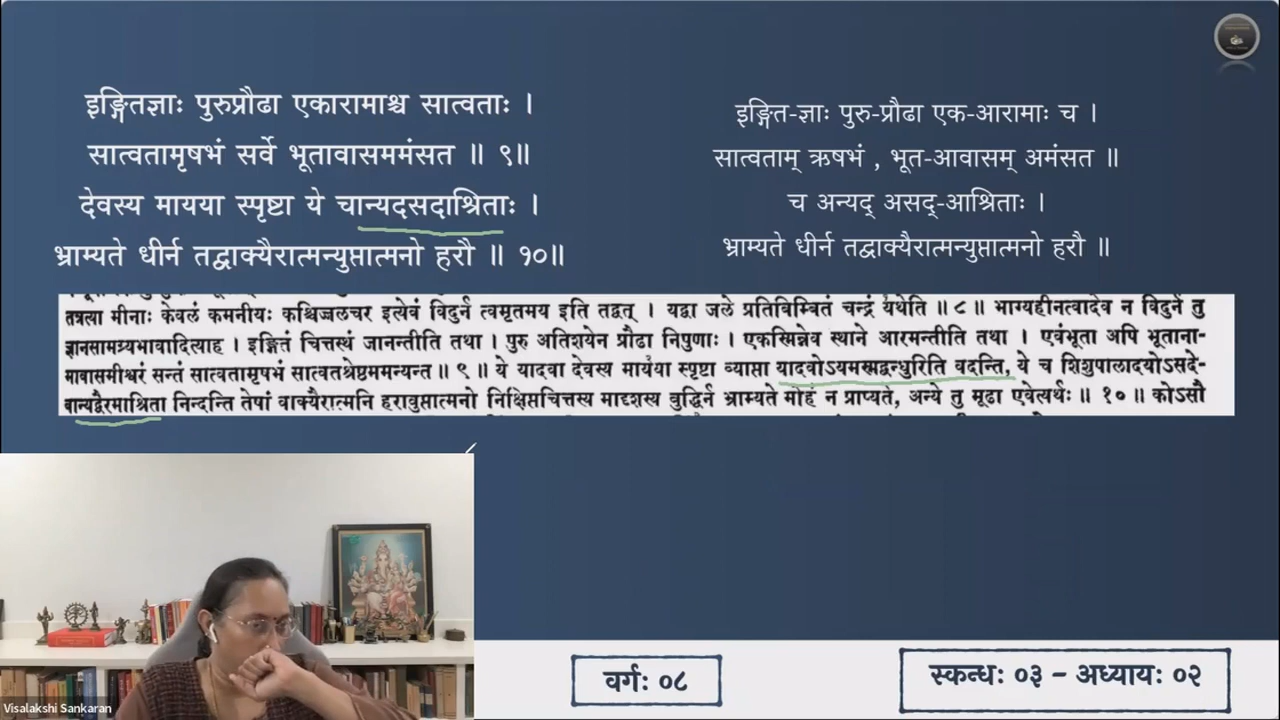 इङ्गितज्ञाः पुरुप्रौढा एकारामाश्च सात्वताः ।
सात्वतामृषभं सर्वे भूतावासममंसत ॥ ९॥
देवस्य मायया स्पृष्टा ये चान्यदसदाश्रिताः ।
भ्राम्यते धीर्न तद्वाक्यैरात्मन्युप्तात्मनो हरौ ॥ १०॥
इङ्गित-ज्ञाः पुरु-प्रौढा एक-आरामाः च ।
सात्वताम् ऋषभं , भूत-आवासम् अमंसत ॥
च अन्यद् असद्-आश्रिताः ।
भ्राम्यते धीर्न तद्वाक्यैरात्मन्युप्तात्मनो हरौ ॥
तत्रत्या मीनाः केवलं कमनीयः कश्चिज्जलचर इत्येवं विदुर्न त्वमृतमय इति तद्वत् । यद्वा जले प्रतिबिम्बितं चन्द्रं यथेति ॥ ८ ॥ भाग्यहीनत्वादेव न विदुर्न तु
ज्ञानसामग्र्यभावादित्याह । इङ्गितं चित्तस्थं जानन्तीति तथा । पुरु अतिशयेन प्रौढा निपुणाः । एकस्मिन्नेव स्थाने आरमन्तीति तथा । एवंभूता अपि भूताना-
मावासमीश्वरं सन्तं सात्वतामृषभं सात्वतश्रेष्ठममन्यन्त ॥ ९ ॥ ये यादवा देवस्य मायया स्पृष्टा व्याप्ता यादवोऽयमस्मद्बन्धुरिति वदन्ति, ये च शिशुपालादयोऽसदे-
वान्यद्वैरमाश्रिता निन्दन्ति तेषां वाक्यैरात्मनि हरावुप्तात्मनो निक्षिप्तचित्तस्य मादृशस्य बुद्धिर्न भ्राम्यते मोहं न प्राप्यते, अन्ये तु मूढा एवेत्यर्थः ॥ १० ॥ कोऽसौ
Visalakshi Sankaran
वर्गः ०८
स्कन्धः ०३ – अध्यायः ०२